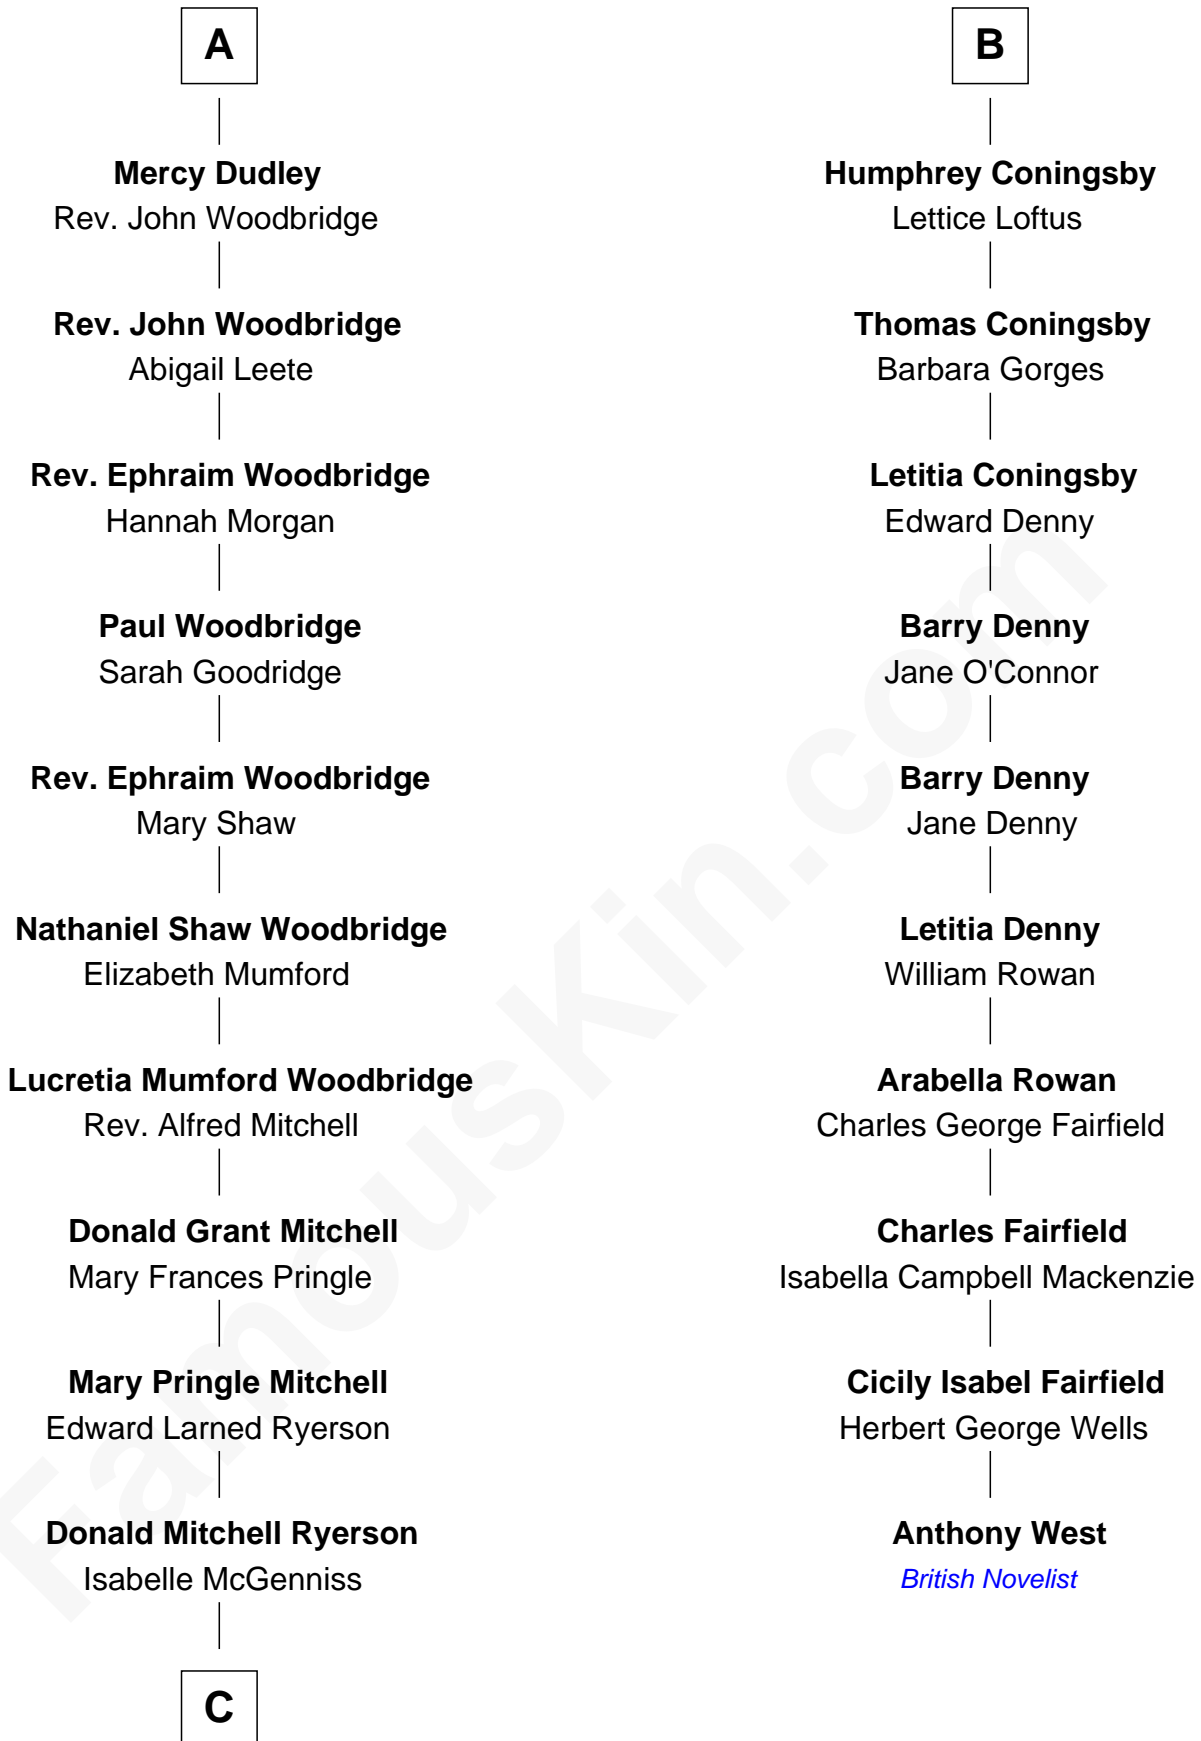 A
Mercy Dudley
Rev. John Woodbridge
Rev. John Woodbridge
Abigail Leete
Rev. Ephraim Woodbridge
Hannah Morgan
Paul Woodbridge
Sarah Goodridge
Rev. Ephraim Woodbridge
Mary Shaw
Nathaniel Shaw Woodbridge
Elizabeth Mumford
Lucretia Mumford Woodbridge
Rev. Alfred Mitchell
Donald Grant Mitchell
Mary Frances Pringle
Mary Pringle Mitchell
Edward Larned Ryerson
Donald Mitchell Ryerson
Isabelle McGenniss
C
B
Humphrey Coningsby
Lettice Loftus
Thomas Coningsby
Barbara Gorges
Letitia Coningsby
Edward Denny
Barry Denny
Jane O'Connor
Barry Denny
Jane Denny
Letitia Denny
William Rowan
Arabella Rowan
Charles George Fairfield
Charles Fairfield
Isabella Campbell Mackenzie
Cicily Isabel Fairfield
Herbert George Wells
Anthony West
British Novelist
FamousKin.com